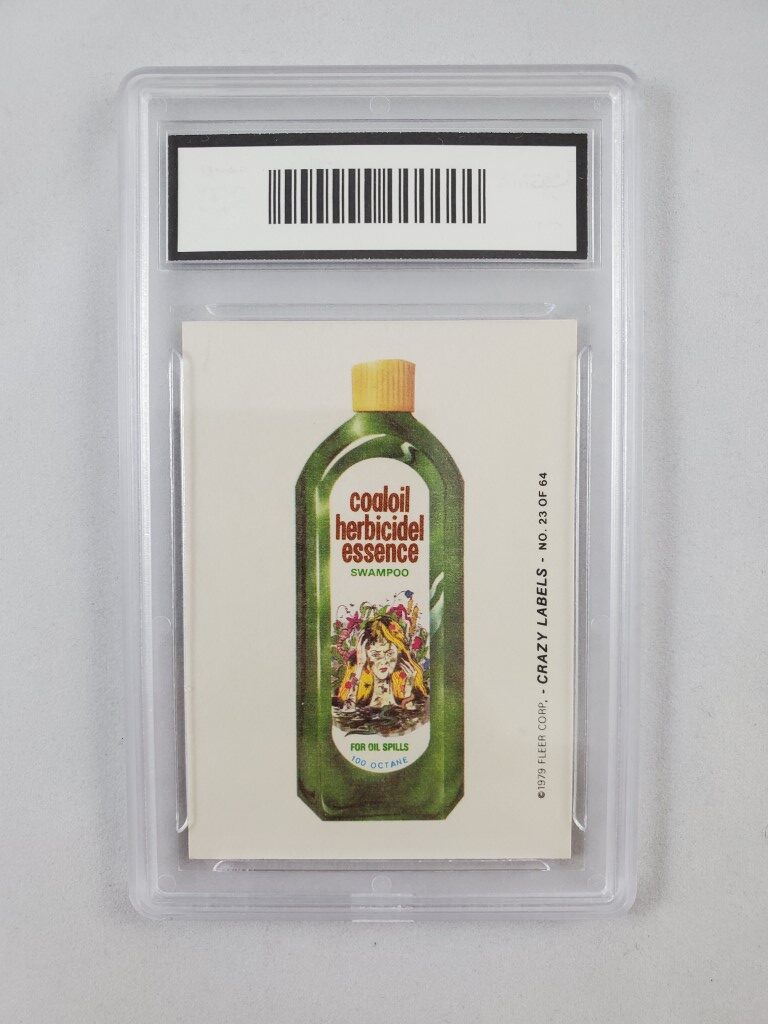 coaloil
herbicidel
essence
SWAMPOO
FOR OIL SPILLS
100 OCTANE
©1979 FLEER CORP. - CRAZY LABELS - NO. 23 OF 64